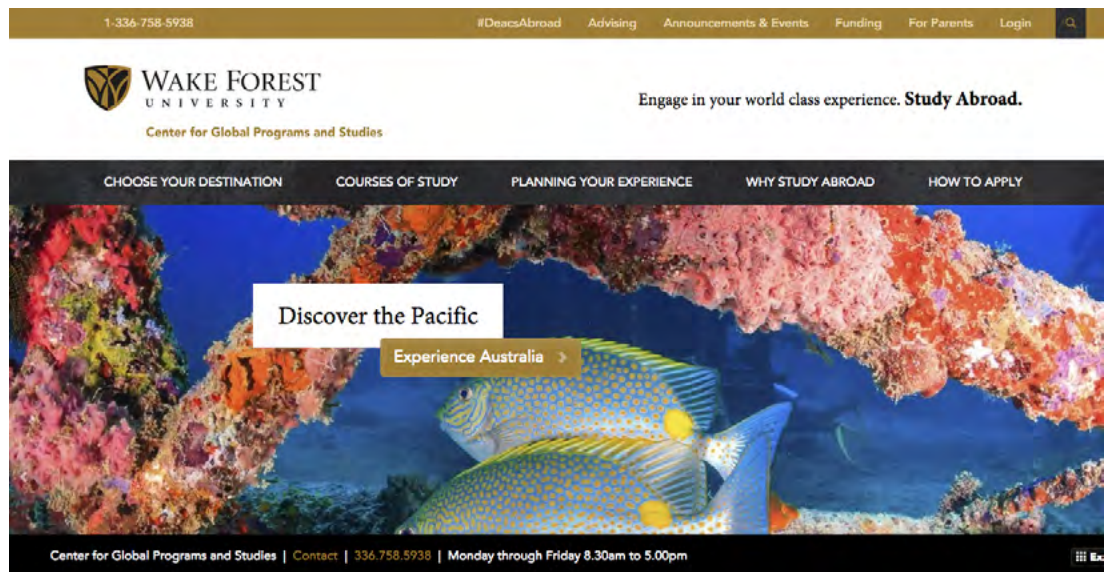 1-336-758-5938 #DeacsAbroad Advising Announcements & Events Funding For Parents Login
WAKE FOREST
UNIVERSITY
Center for Global Programs and Studies
Engage in your world class experience. Study Abroad.
CHOOSE YOUR DESTINATION COURSES OF STUDY PLANNING YOUR EXPERIENCE WHY STUDY ABROAD HOW TO APPLY
Discover the Pacific
Experience Australia
Center for Global Programs and Studies | Contact | 336.758.5938 | Monday through Friday 8.30am to 5.00pm